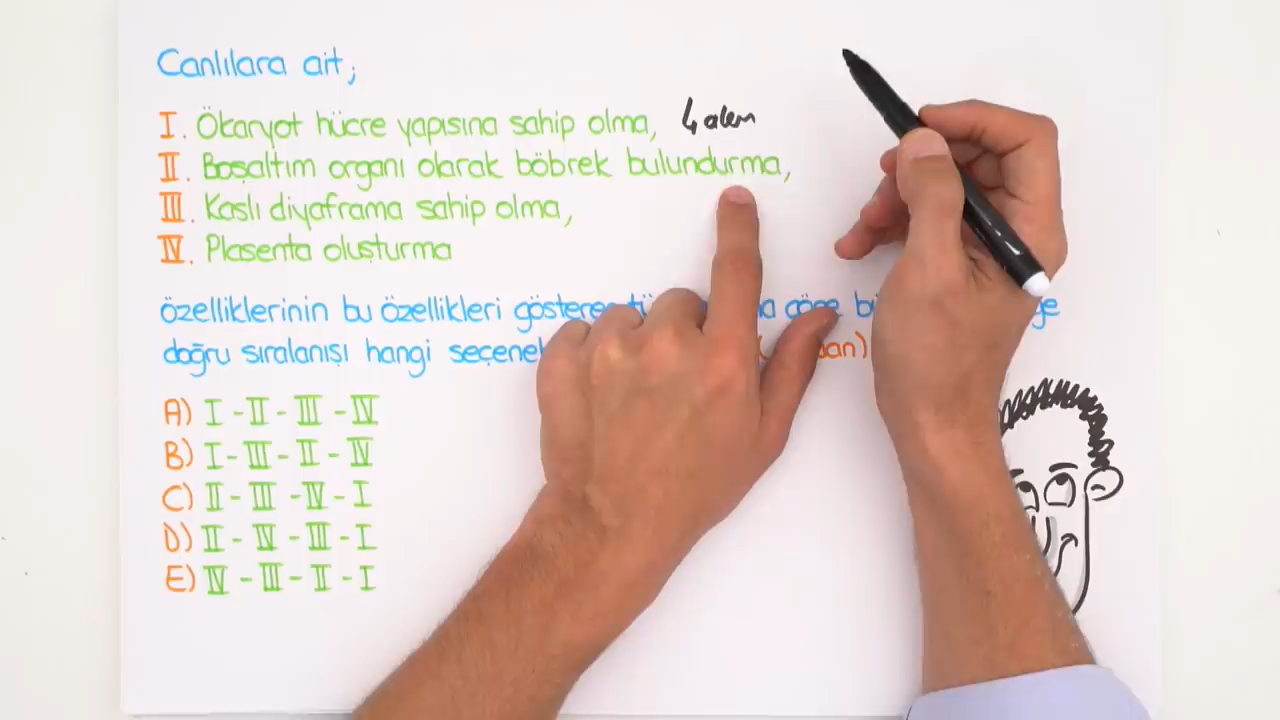 Canlılara ait;
I. Ökaryot hücre yapısına sahip olma, 4 alem
II. Boşaltım organı olarak böbrek bulundurma,
III. Kaslı diyaframa sahip olma,
IV. Plasenta oluşturma
özelliklerinin bu özellikleri göre
doğru sıralanışı hangi
A) I - II - III - IV
B) I - III - II - IV
C) II - III - IV - I
D) II - IV - III - I
E) IV - III - II - I